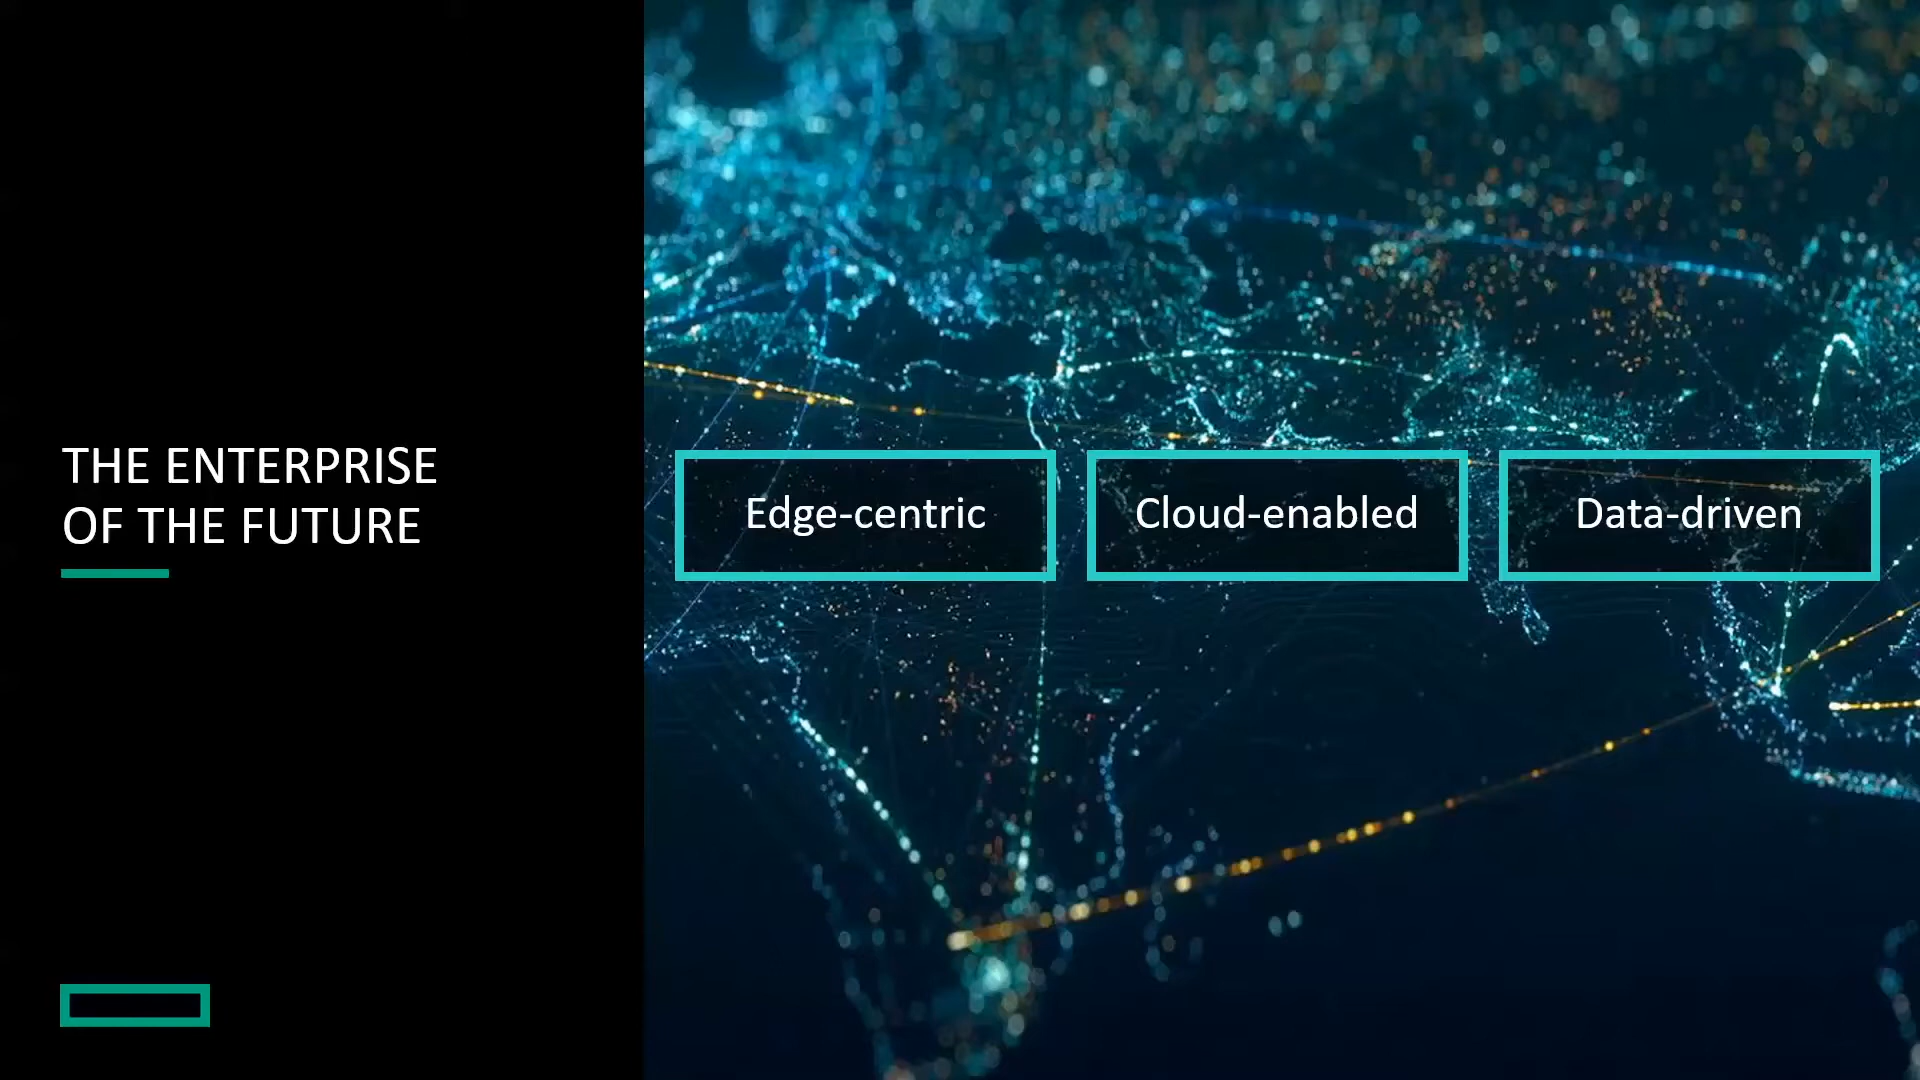 THE ENTERPRISE
OF THE FUTURE
Edge-centric
Cloud-enabled
Data-driven